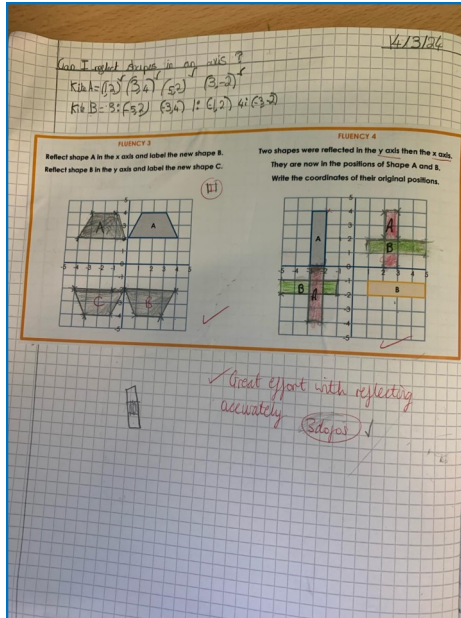 14/3/24
Can I reflect shapes in an axis ?
Kite A = (1,2) (3,4) (5,2) (3,-2)
Kite B = 3: (-5,2) (-3,4) 1: (-1,2) 4: (-3,-2)
FLUENCY 3
Reflect shape A in the x axis and label the new shape B.
Reflect shape B in the y axis and label the new shape C.
A
A
C
B
FLUENCY 4
Two shapes were reflected in the y axis then the x axis.
They are now in the positions of Shape A and B.
Write the coordinates of their original positions.
A
A
B
B
A
B
Great effort with reflecting
accurately
3 dojos